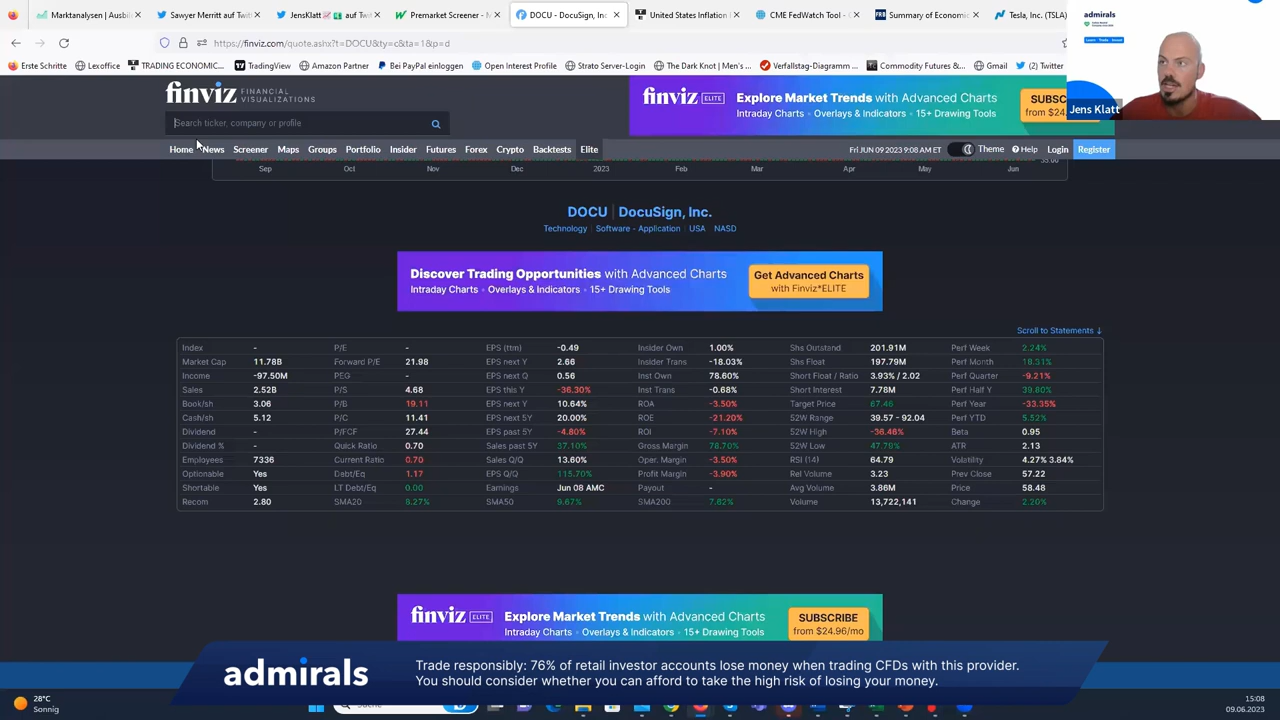 Marktanalysen | Ausbi
Sawyer Merritt auf Twitt
JensKlatt auf Twitt
Wiremarket Screener - N
DOCU - DocuSign, Inc.
United States Inflation
CME FedWatch Tool - C
Summary of Economic
Tesla, Inc. (TSLA)
https://finviz.com/quote.ashx?t=DOCU&
Erste Schritte
Lexoffice
TRADING ECONOMIC...
TradingView
Amazon Partner
Bei PayPal einloggen
Open Interest Profile
Strato Server-Login
The Dark Knot | Men's ...
Verfallstag-Diagramm ...
Commodity Futures &...
Gmail
(2) Twitter
admirals
Jens Klatt
finviz FINANCIAL VISUALIZATIONS
Search ticker, company or profile
finviz ELITE
Explore Market Trends with Advanced Charts
Intraday Charts • Overlays & Indicators • 15+ Drawing Tools
SUBSC
from $24
Home News Screener Maps Groups Portfolio Insider Futures Forex Crypto Backtests Elite
Fri JUN 09 2023 9:08 AM ET Theme Help Login Register
Sep Oct Nov Dec 2023 Feb Mar Apr May Jun
DOCU | DocuSign, Inc.
Technology | Software - Application | USA NASD
Discover Trading Opportunities with Advanced Charts
Intraday Charts • Overlays & Indicators • 15+ Drawing Tools
Get Advanced Charts
with Finviz*ELITE
Scroll to Statements ↓
Index - P/E - EPS (ttm) -0.49 Insider Own 1.00% Shs Outstand 201.91M Perf Week 2.24%
Market Cap 11.78B Forward P/E 21.98 EPS next Y 2.66 Insider Trans -18.03% Shs Float 197.79M Perf Month 18.31%
Income -97.50M PEG - EPS next Q 0.56 Inst Own 78.60% Short Float / Ratio 3.93% / 2.02 Perf Quarter -9.21%
Sales 2.52B P/S 4.68 EPS this Y -36.30% Inst Trans -0.68% Short Interest 7.78M Perf Half Y 39.80%
Book/sh 3.06 P/B 19.11 EPS next Y 10.64% ROA -3.50% Target Price 67.46 Perf Year -33.35%
Cash/sh 5.12 P/C 11.41 EPS next 5Y 20.00% ROE -21.20% 52W Range 39.57 - 92.04 Perf YTD 5.52%
Dividend - P/FCF 27.44 EPS past 5Y -4.80% ROI -7.10% 52W High -36.46% Beta 0.95
Dividend % - Quick Ratio 0.70 Sales past 5Y 37.10% Gross Margin 78.70% 52W Low 47.79% ATR 2.13
Employees 7336 Current Ratio 0.70 Sales Q/Q 13.60% Oper. Margin -3.50% RSI (14) 64.79 Volatility 4.27% 3.84%
Optionable Yes Debt/Eq 1.17 EPS Q/Q 115.70% Profit Margin -3.90% Rel Volume 3.23 Prev Close 57.22
Shortable Yes LT Debt/Eq 0.00 Earnings Jun 08 AMC Payout - Avg Volume 3.86M Price 58.48
Recom 2.80 SMA20 8.27% SMA50 9.67% SMA200 7.82% Volume 13,722,141 Change 2.20%
finviz ELITE
Explore Market Trends with Advanced Charts
Intraday Charts • Overlays & Indicators • 15+ Drawing Tools
SUBSCRIBE
from $24.96/mo
admirals
Trade responsibly: 76% of retail investor accounts lose money when trading CFDs with this provider.
You should consider whether you can afford to take the high risk of losing your money.
28°C
Sonnig
Suche
15:08
09.06.2023